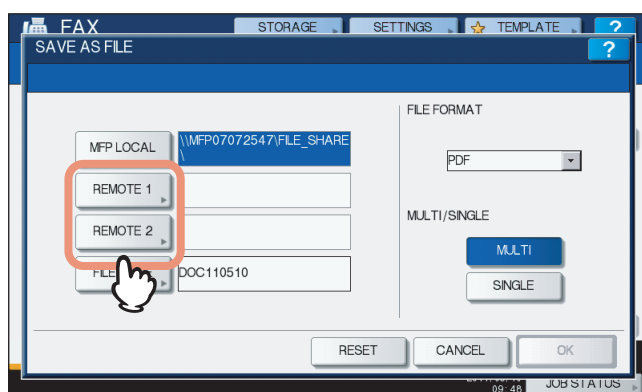 FAX
STORAGE
SETTINGS
TEMPLATE
?
SAVE AS FILE
?
FILE FORMAT
MFP LOCAL
\\MFP07072547\FILE_SHARE
\
PDF
REMOTE 1
REMOTE 2
MULTI/SINGLE
MULTI
DOC110510
SINGLE
RESET
CANCEL
OK
09:48
JOB STATUS